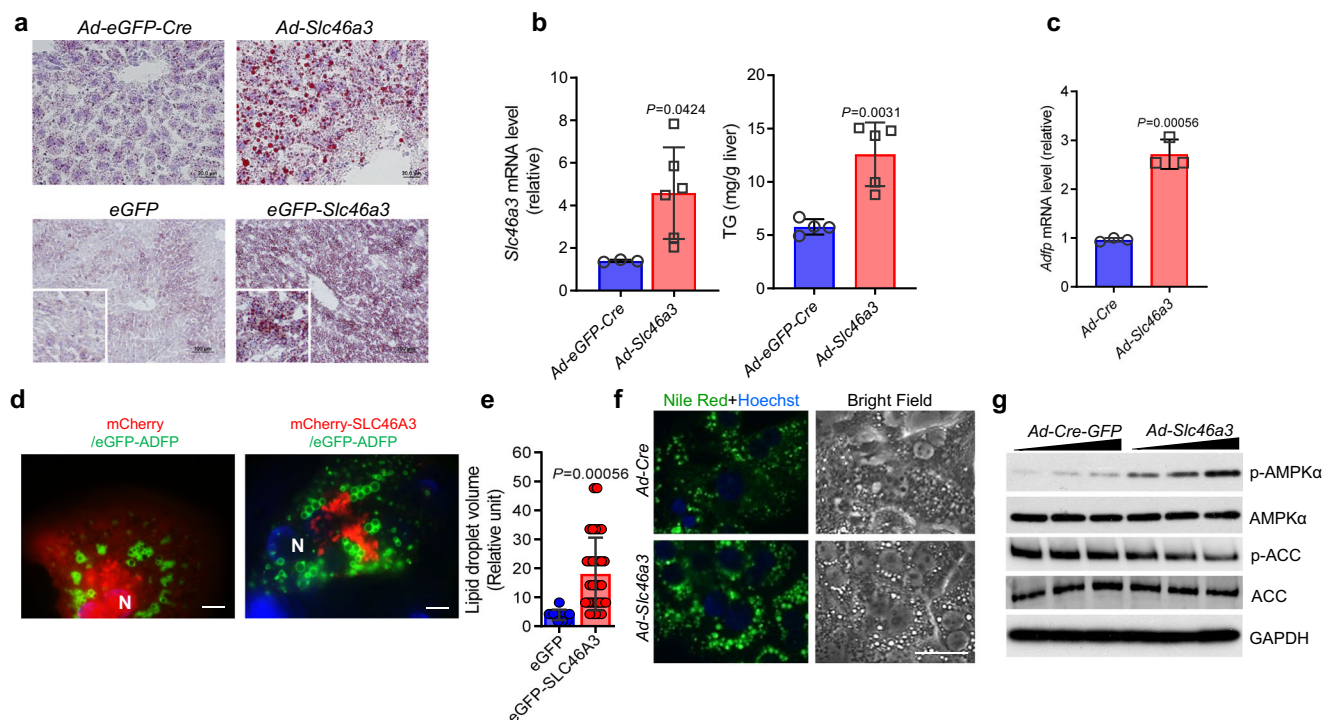 a
Ad-eGFP-Cre
Ad-Slc46a3
eGFP
eGFP-Slc46a3
b
Slc46a3 mRNA level
(relative)
10
8
6
4
2
0
P=0.0424
Ad-eGFP-Cre
Ad-Slc46a3
TG (mg/g liver)
20
15
10
5
0
P=0.0031
Ad-eGFP-Cre
Ad-Slc46a3
c
Adfp mRNA level (relative)
4
3
2
1
0
P=0.00056
Ad-Cre
Ad-Slc46a3
d
mCherry
/eGFP-ADFP
N
mCherry-SLC46A3
/eGFP-ADFP
N
e
Lipid droplet volume
(Relative unit)
60
50
40
30
20
10
0
P=0.00056
eGFP
eGFP-SLC46A3
f
Nile Red+Hoechst
Bright Field
Ad-Cre
Ad-Slc46a3
g
Ad-Cre-GFP
Ad-Slc46a3
p-AMPKα
AMPKα
p-ACC
ACC
GAPDH